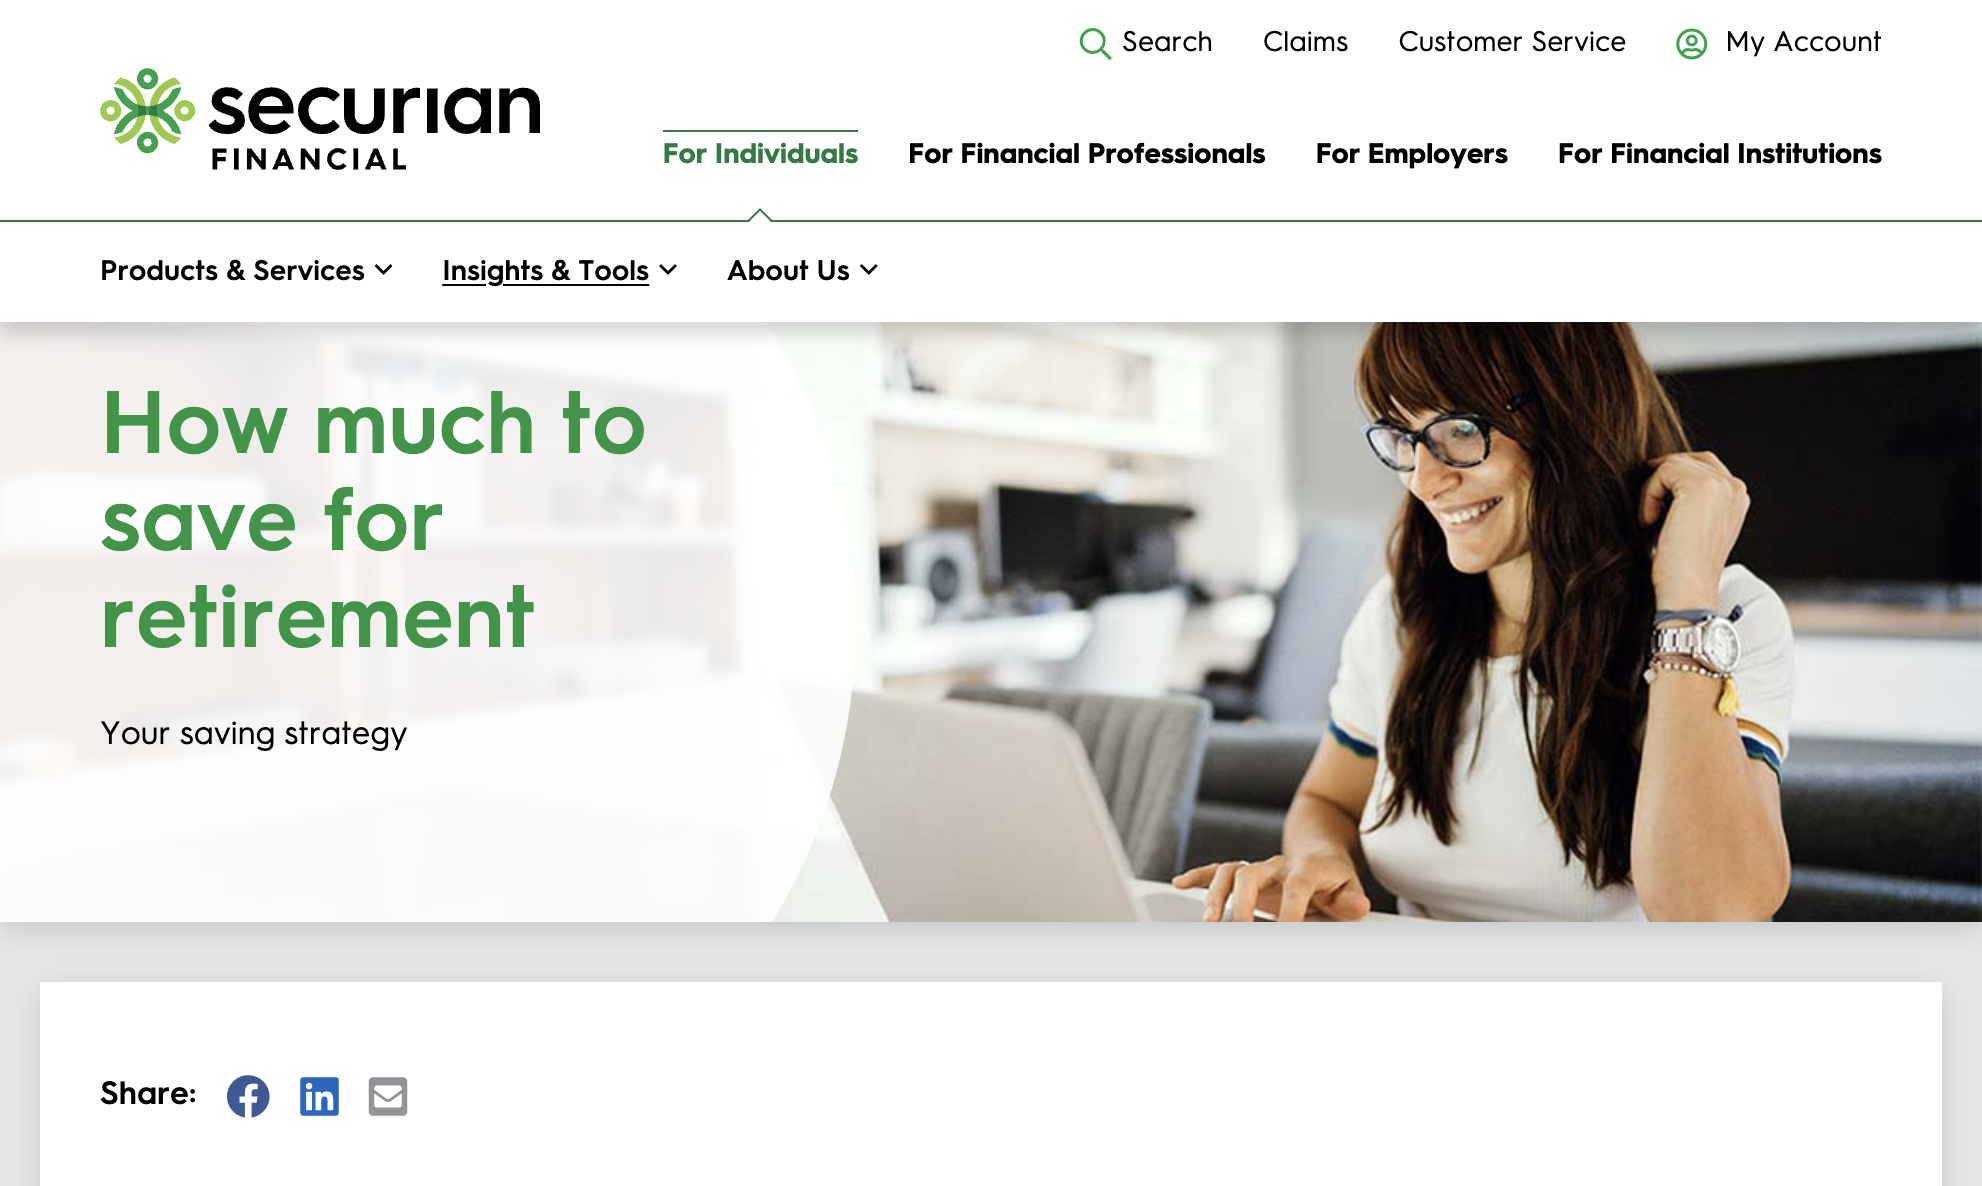 Search Claims Customer Service My Account
securian
FINANCIAL
For Individuals For Financial Professionals For Employers For Financial Institutions
Products & Services Insights & Tools About Us
How much to
save for
retirement
Your saving strategy
Share: